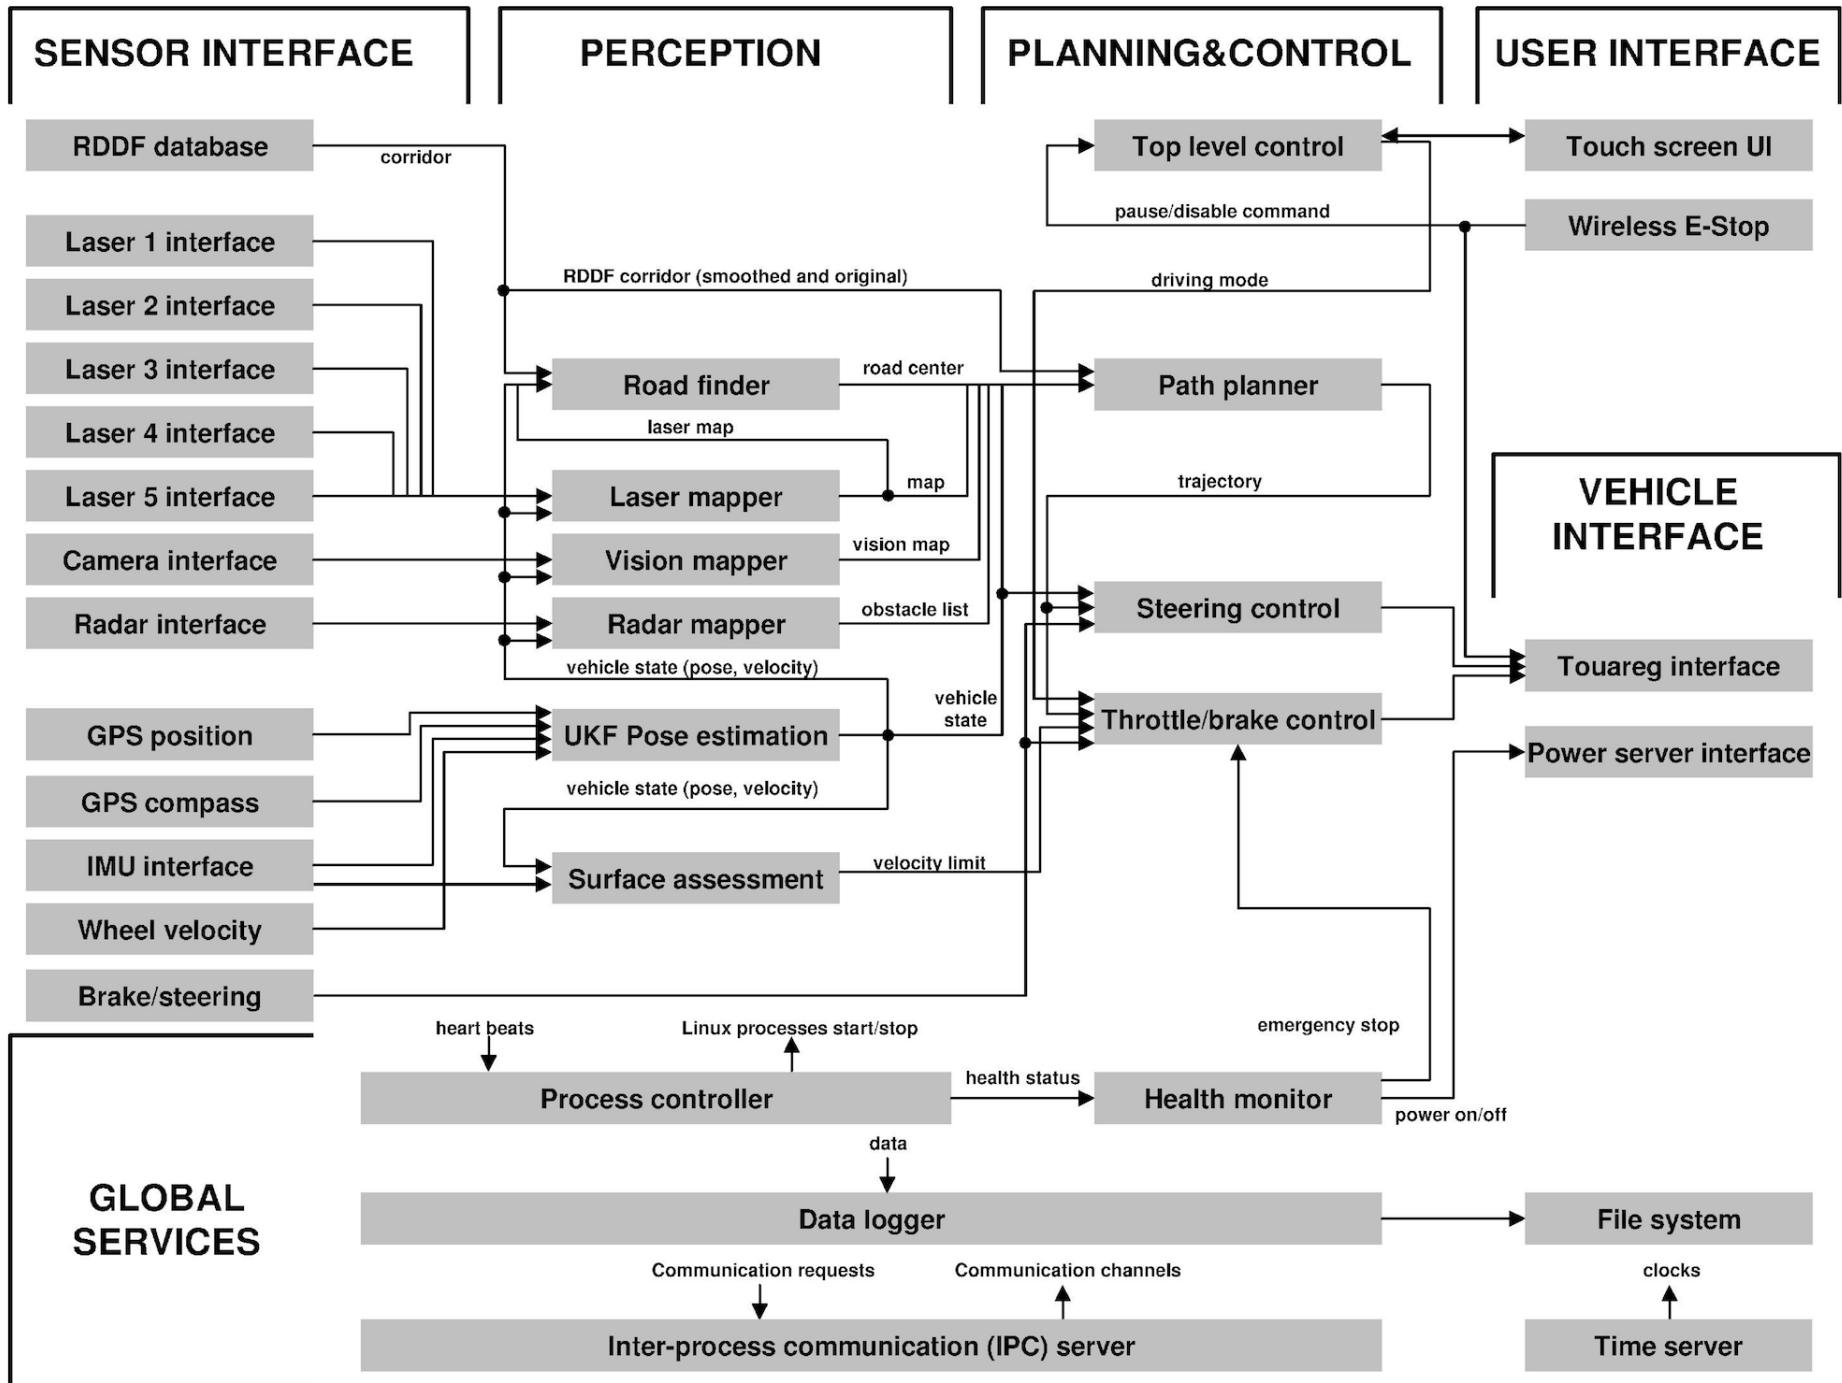 SENSOR INTERFACE
PERCEPTION
PLANNING&CONTROL
USER INTERFACE
RDDF database
corridor
Top level control
Touch screen UI
pause/disable command
Wireless E-Stop
Laser 1 interface
RDDF corridor (smoothed and original)
driving mode
Laser 2 interface
Laser 3 interface
Road finder
road center
Path planner
laser map
Laser 4 interface
Laser 5 interface
Laser mapper
map
trajectory
VEHICLE
INTERFACE
Camera interface
Vision mapper
vision map
Radar interface
Radar mapper
obstacle list
Steering control
vehicle state (pose, velocity)
Touareg interface
vehicle
state
GPS position
UKF Pose estimation
Throttle/brake control
Power server interface
vehicle state (pose, velocity)
GPS compass
IMU interface
Surface assessment
velocity limit
Wheel velocity
Brake/steering
heart beats
Linux processes start/stop
emergency stop
Process controller
health status
Health monitor
power on/off
data
GLOBAL
SERVICES
Data logger
File system
Communication requests
Communication channels
clocks
Inter-process communication (IPC) server
Time server